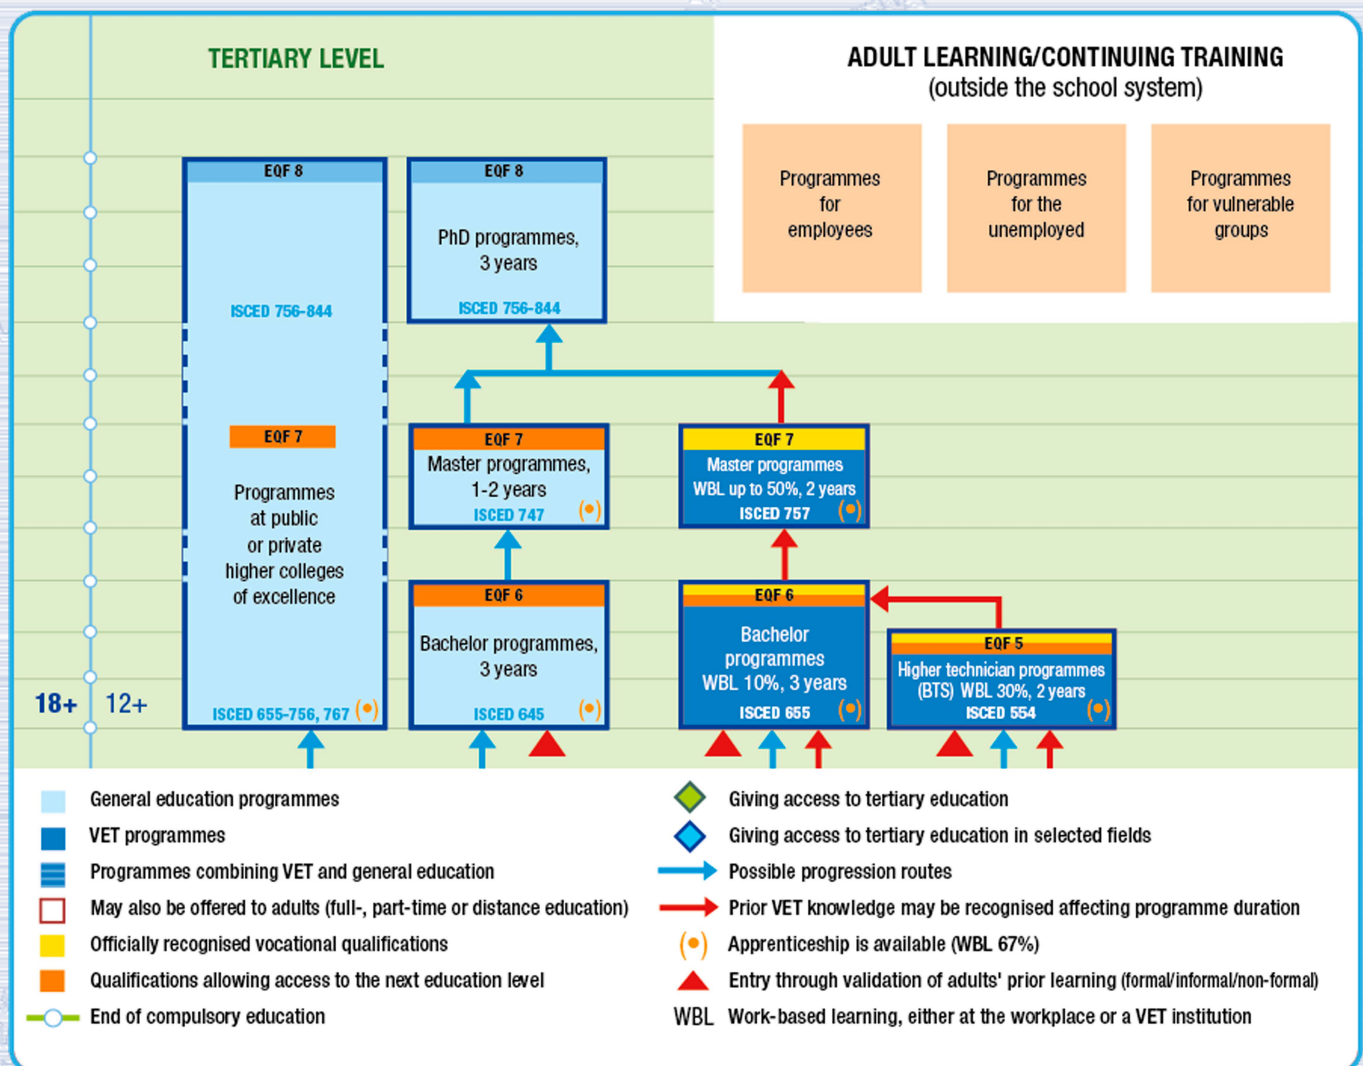 TERTIARY LEVEL
ADULT LEARNING/CONTINUING TRAINING
(outside the school system)
Programmes
for
employees
Programmes
for the
unemployed
Programmes
for vulnerable
groups
EQF 8
ISCED 756-844
EQF 7
Programmes
at public
or private
higher colleges
of excellence
ISCED 655-756, 767 (•)
EQF 8
PhD programmes,
3 years
ISCED 756-844
EQF 7
Master programmes,
1-2 years
ISCED 747 (•)
EQF 6
Bachelor programmes,
3 years
ISCED 645 (•)
EQF 7
Master programmes
WBL up to 50%, 2 years
ISCED 757 (•)
EQF 6
Bachelor
programmes
WBL 10%, 3 years
ISCED 655 (•)
EQF 5
Higher technician programmes
(BTS) WBL 30%, 2 years
ISCED 554 (•)
18+ 12+
General education programmes
VET programmes
Programmes combining VET and general education
May also be offered to adults (full-, part-time or distance education)
Officially recognised vocational qualifications
Qualifications allowing access to the next education level
End of compulsory education
Giving access to tertiary education
Giving access to tertiary education in selected fields
Possible progression routes
Prior VET knowledge may be recognised affecting programme duration
(•) Apprenticeship is available (WBL 67%)
Entry through validation of adults' prior learning (formal/informal/non-formal)
WBL Work-based learning, either at the workplace or a VET institution